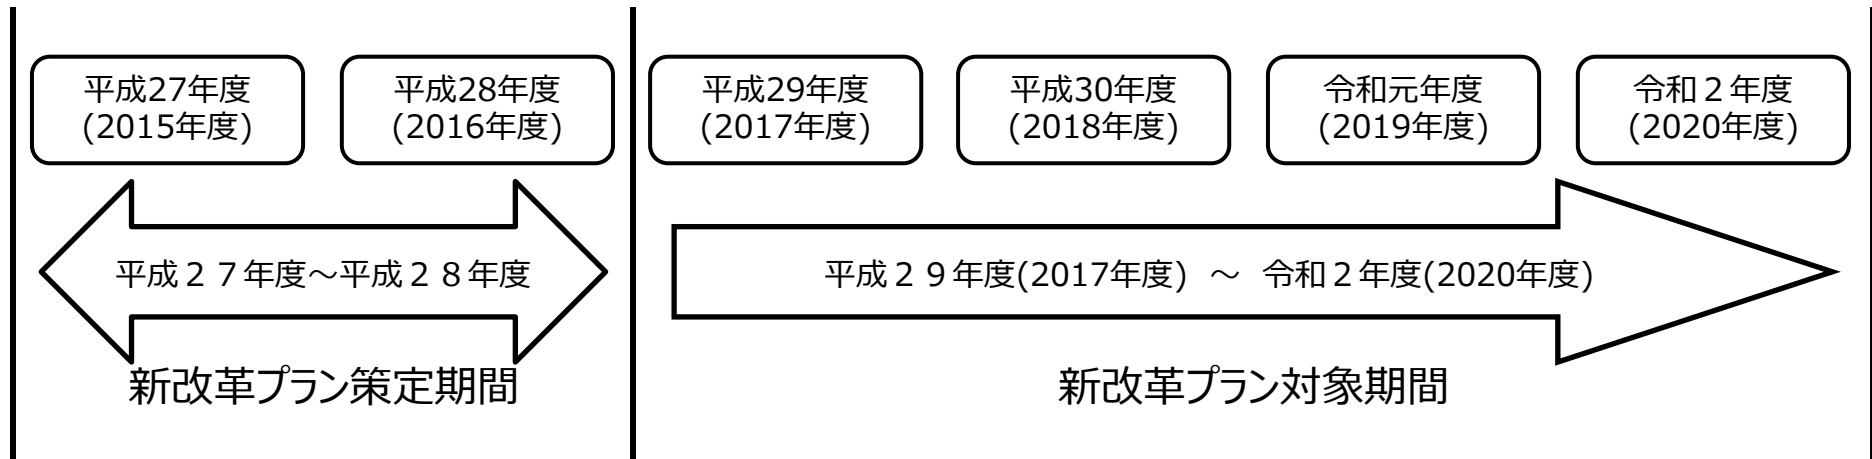 平成27年度
(2015年度)
平成28年度
(2016年度)
平成29年度
(2017年度)
平成30年度
(2018年度)
令和元年度
(2019年度)
令和２年度
(2020年度)
平成２７年度～平成２８年度
平成２９年度(2017年度) ～ 令和２年度(2020年度)
新改革プラン策定期間
新改革プラン対象期間